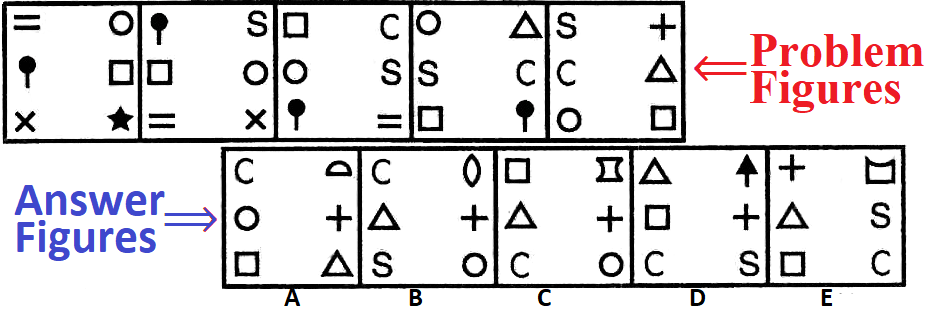 = S C S +
Problem
Figures
S S C C
× = × =
C C +
Answer
Figures
+ + + + S
S C C S C
A B C D E